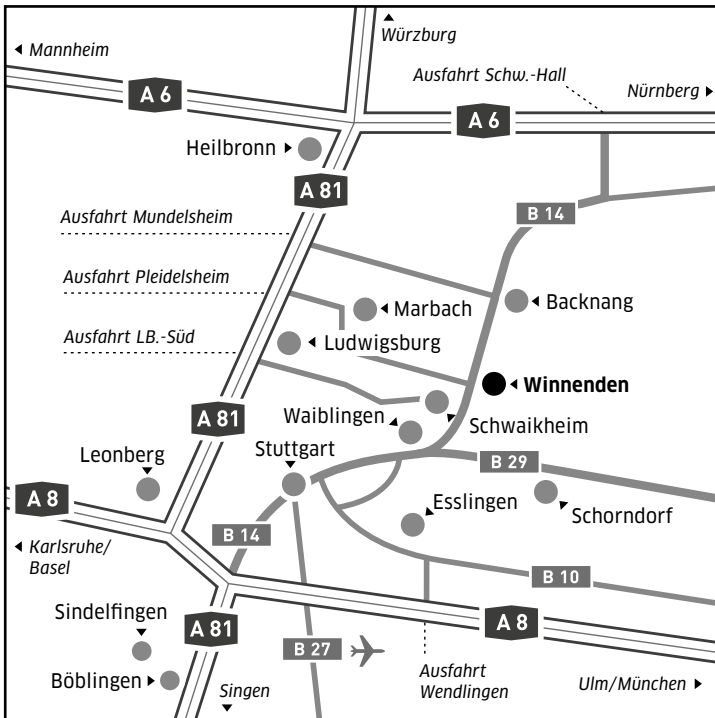 Mannheim
Würzburg
Ausfahrt Schw.-Hall
Nürnberg
A 6
A 6
Heilbronn
A 81
Ausfahrt Mundelsheim
B 14
Ausfahrt Pleidelsheim
Marbach
Backnang
Ausfahrt LB.-Süd
Ludwigsburg
Winnenden
A 81
Waiblingen
Schwaikheim
Leonberg
Stuttgart
B 29
A 8
Esslingen
Schorndorf
B 14
Karlsruhe/
Basel
B 10
Sindelfingen
A 81
A 8
B 27
Böblingen
Singen
Ausfahrt
Wendlingen
Ulm/München